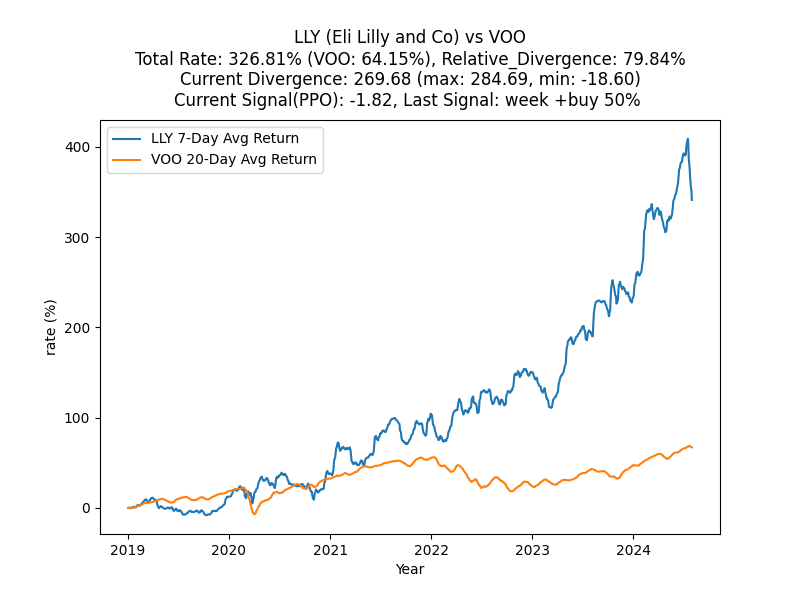 LLY (Eli Lilly and Co) vs VOO
Total Rate: 326.81% (VOO: 64.15%), Relative_Divergence: 79.84%
Current Divergence: 269.68 (max: 284.69, min: -18.60)
Current Signal(PPO): -1.82, Last Signal: week +buy 50%
LLY 7-Day Avg Return
VOO 20-Day Avg Return
400
300
200
100
0
rate (%)
2019 2020 2021 2022 2023 2024
Year